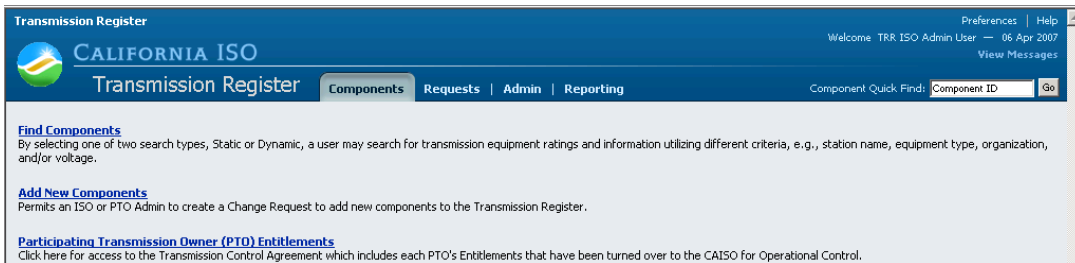 Transmission Register
Preferences | Help
Welcome TRR ISO Admin User — 06 Apr 2007
CALIFORNIA ISO
View Messages
Transmission Register
Components
Requests | Admin | Reporting
Component Quick Find: Component ID Go
Find Components
By selecting one of two search types, Static or Dynamic, a user may search for transmission equipment ratings and information utilizing different criteria, e.g., station name, equipment type, organization,
and/or voltage.
Add New Components
Permits an ISO or PTO Admin to create a Change Request to add new components to the Transmission Register.
Participating Transmission Owner (PTO) Entitlements
Click here for access to the Transmission Control Agreement which includes each PTO's Entitlements that have been turned over to the CAISO for Operational Control.